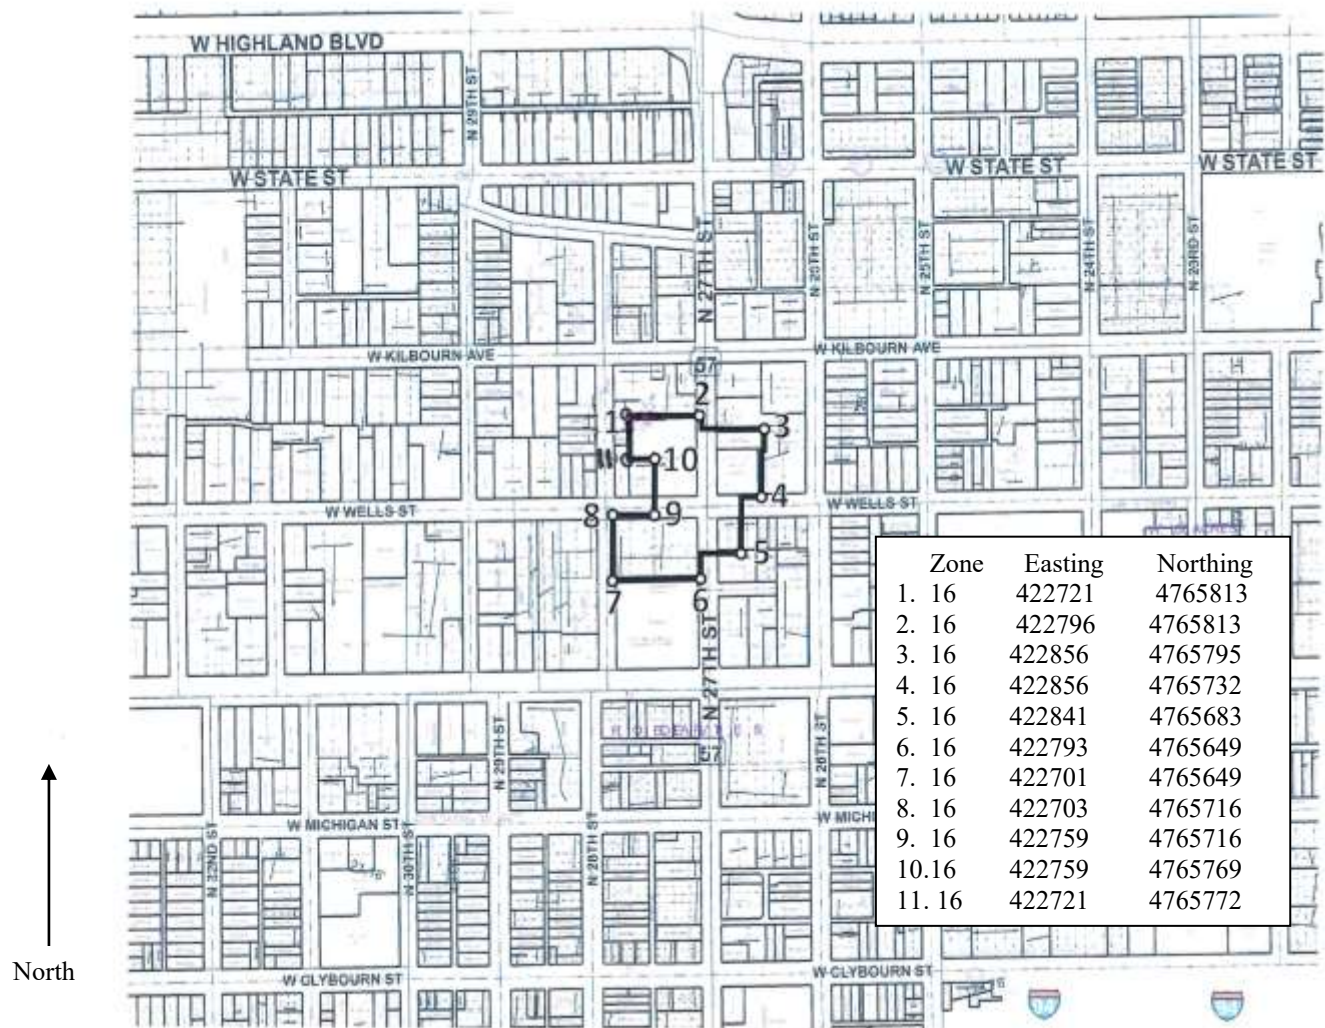 W HIGHLAND BLVD
N 29TH ST
W STATE ST
W STATE ST
W STATE ST
N 27TH ST
N 25TH ST
N 24TH ST
N 23RD ST
W KILBOURN AVE
W KILBOURN AVE
57
2
1
3
11
10
4
W WELLS ST
W WELLS ST
8
9
5
7
6
N 27TH ST
Zone Easting Northing
1. 16 422721 4765813
2. 16 422796 4765813
3. 16 422856 4765795
4. 16 422856 4765732
5. 16 422841 4765683
6. 16 422793 4765649
7. 16 422701 4765649
8. 16 422703 4765716
9. 16 422759 4765716
10.16 422759 4765769
11. 16 422721 4765772
N 29TH ST
57
N 26TH ST
W MICHIGAN ST
W MICHI
N 32ND ST
N 30TH ST
N 28TH ST
North
W CLYBOURN ST
W CLYBOURN ST